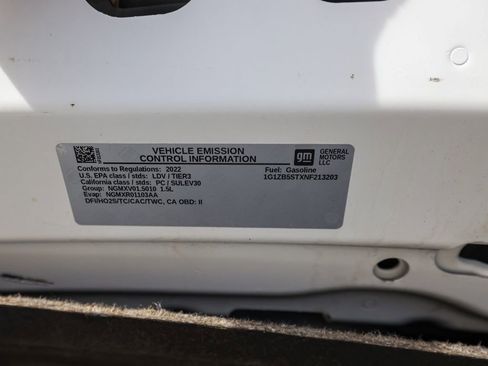 VEHICLE EMISSION
CONTROL INFORMATION
gm
GENERAL
MOTORS
LLC
Conforms to Regulations: 2022
U.S. EPA class / stds: LDV / TIER3
California class / stds: PC / SULEV30
Group: NGMXV01.5010 1.5L
Evap: NGMXR01103AA
DFI/HO2S/TC/CAC/TWC, CA OBD: II
Fuel: Gasoline
1G1ZB5STXNF213203